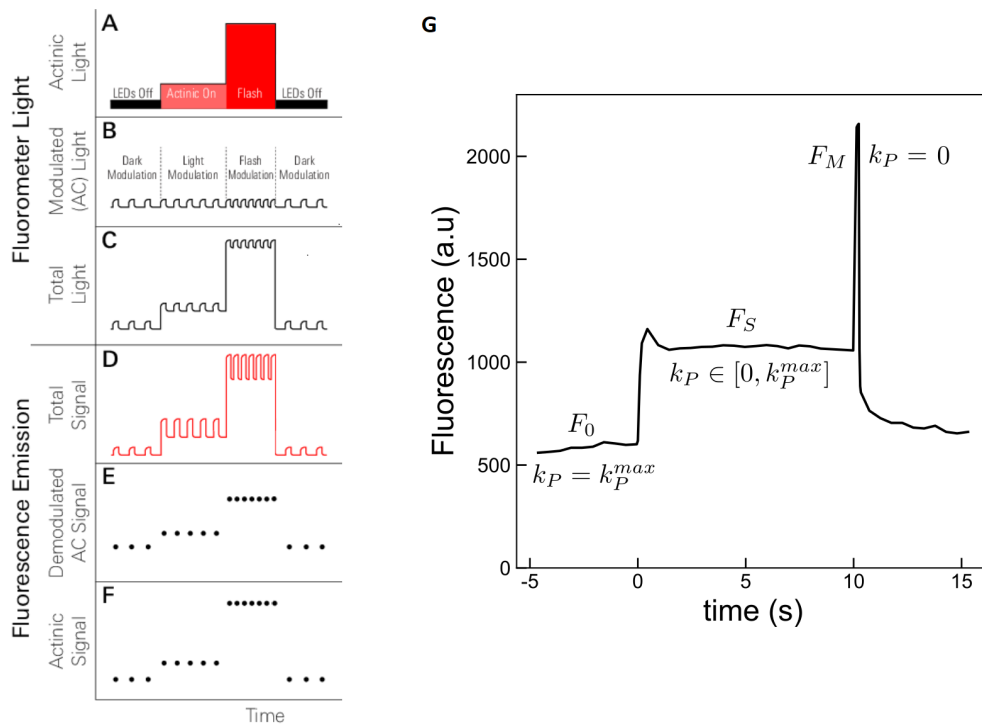 Fluorometer Light
Fluorescence Emission
Actinic
Light
A
LEDs Off
Actinic On
Flash
LEDs Off
Modulated
(AC) Light
B
Dark
Modulation
Light
Modulation
Flash
Modulation
Dark
Modulation
Total
Light
C
Total
Signal
D
Demodulated
AC Signal
E
Actinic
Signal
F
Time
G
Fluorescence (a.u)
2000
1500
1000
500
0
F_M
k_P = 0
F_S
k_P ∈ [0, k_P^{max}]
F_0
k_P = k_P^{max}
-5 0 5 10 15
time (s)